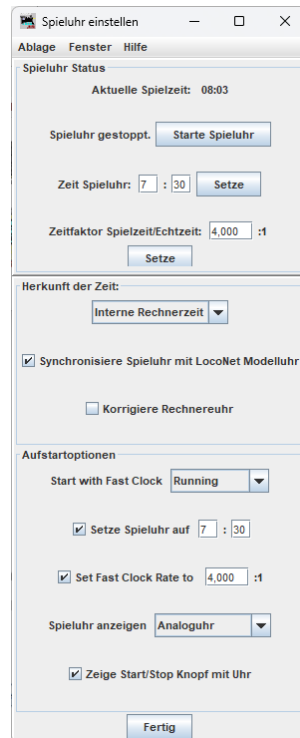 Spieluhr einstellen
Ablage Fenster Hilfe
Spieluhr Status
Aktuelle Spielzeit: 08:03
Spieluhr gestoppt. Starte Spieluhr
Zeit Spieluhr: 7 : 30 Setze
Zeitfaktor Spielzeit/Echtzeit: 4,000 :1
Setze
Herkunft der Zeit:
Interne Rechnerzeit
Synchronisiere Spieluhr mit LocoNet Modelluhr
Korrigiere Rechnereuhr
Aufstartoptionen
Start with Fast Clock Running
Setze Spieluhr auf 7 : 30
Set Fast Clock Rate to 4,000 :1
Spieluhr anzeigen Analoguhr
Zeige Start/Stop Knopf mit Uhr
Fertig